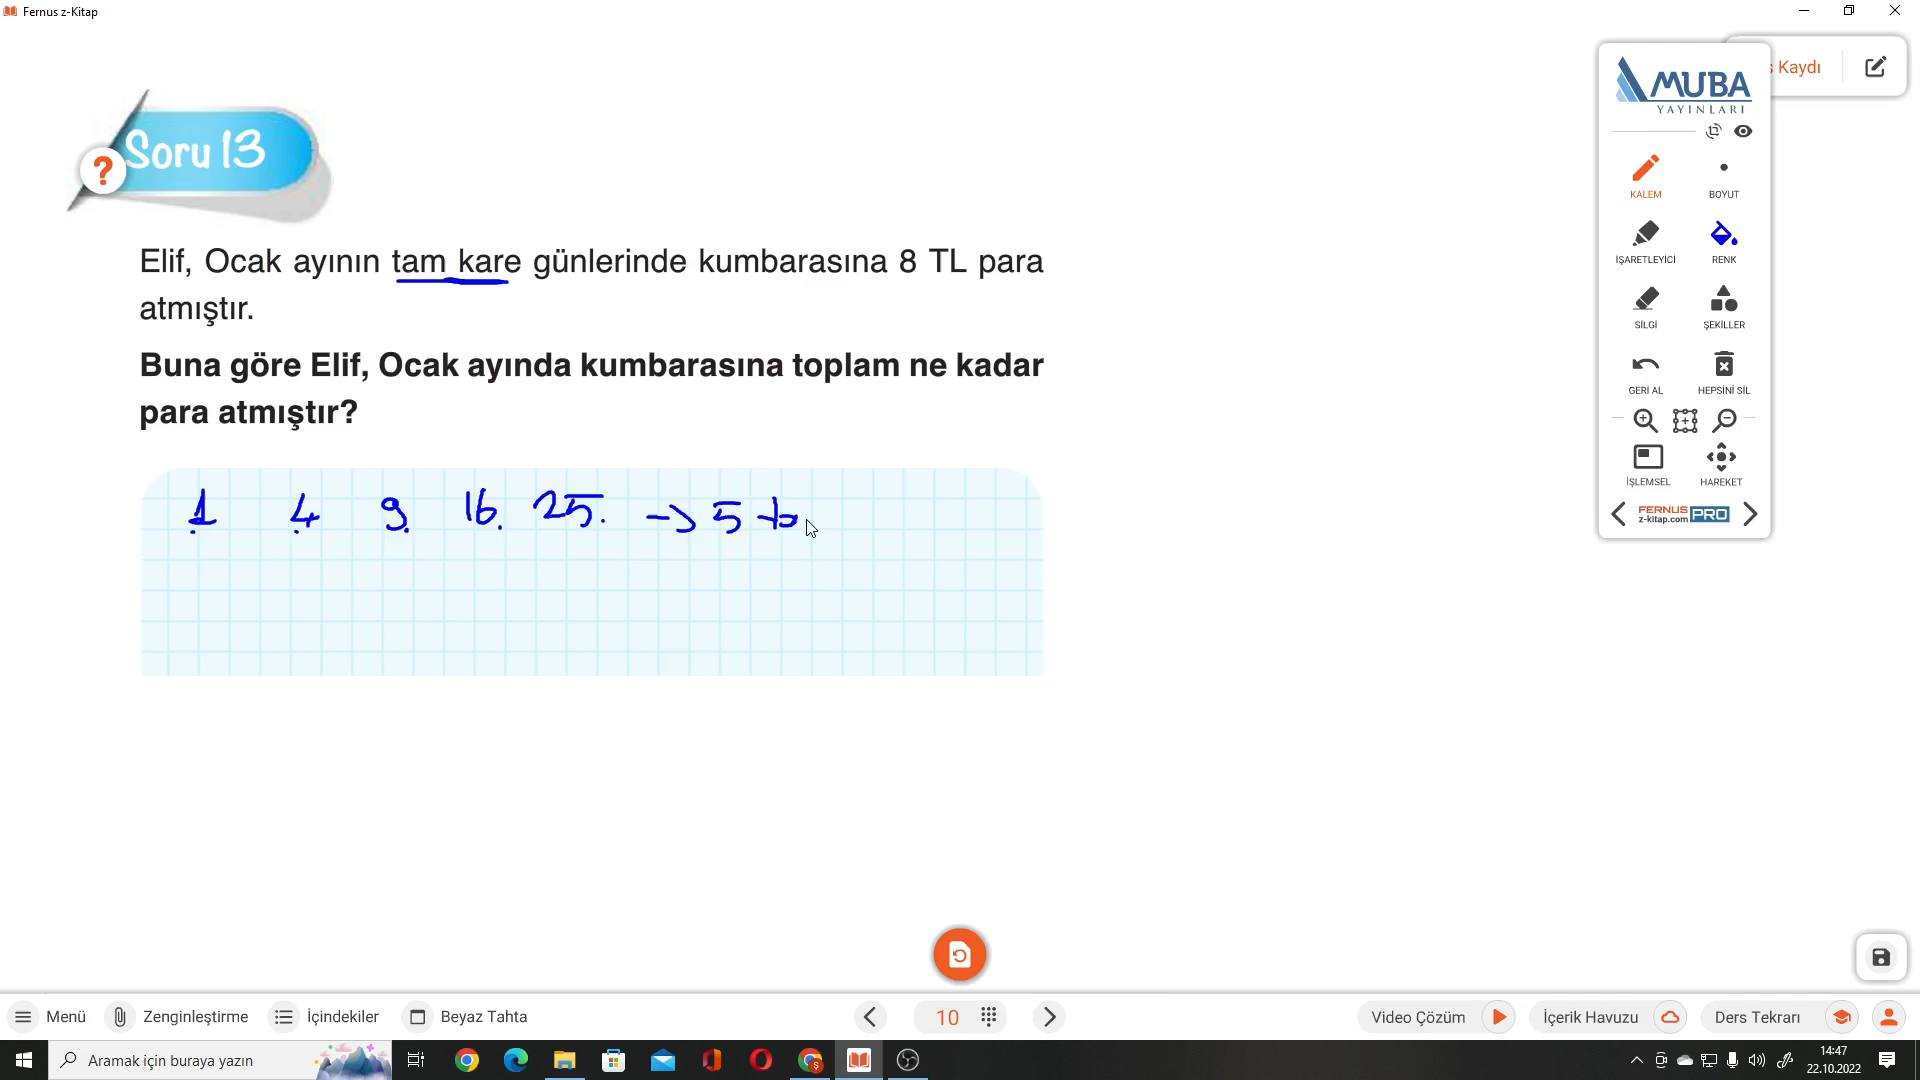 Fernus z-Kitap
MUBA
YAYINLARI
Kaydı
Soru 13
?
KALEM
BOYUT
İŞARETLEYİCİ
RENK
SİLGİ
ŞEKİLLER
GERİ AL
HEPSİNİ SİL
İŞLEMSEL
HAREKET
FERNUS
z-kitap.com PRO
Elif, Ocak ayının tam kare günlerinde kumbarasına 8 TL para
atmıştır.
Buna göre Elif, Ocak ayında kumbarasına toplam ne kadar
para atmıştır?
1 4 9 16 25 → 5
Menü
Zenginleştirme
İçindekiler
Beyaz Tahta
10
Video Çözüm
İçerik Havuzu
Ders Tekrarı
Aramak için buraya yazın
14:47
22.10.2022